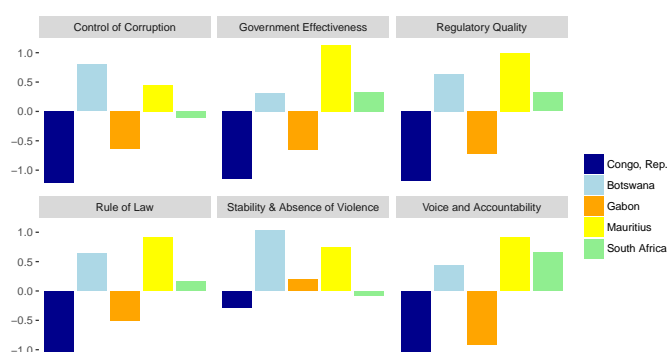 Control of Corruption
Government Effectiveness
Regulatory Quality
1.0
0.5
0.0
−0.5
−1.0
Rule of Law
Stability & Absence of Violence
Voice and Accountability
1.0
0.5
0.0
−0.5
−1.0
Congo, Rep.
Botswana
Gabon
Mauritius
South Africa